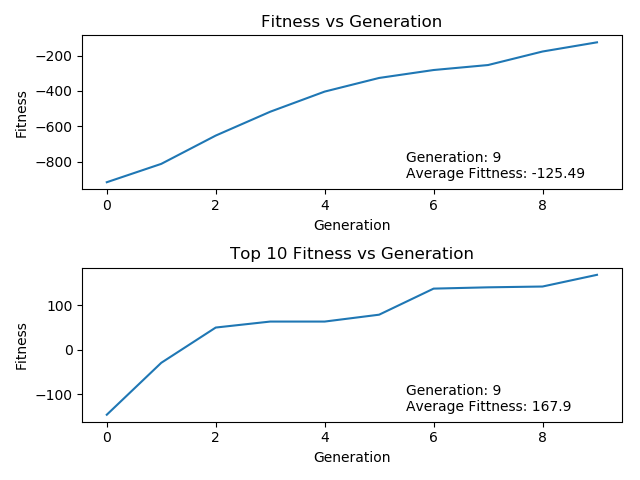 Fitness vs Generation
−200
−400
−600
−800
Fitness
Generation: 9
Average Fittness: -125.49
0 2 4 6 8
Generation
Top 10 Fitness vs Generation
100
0
−100
Fitness
Generation: 9
Average Fittness: 167.9
0 2 4 6 8
Generation